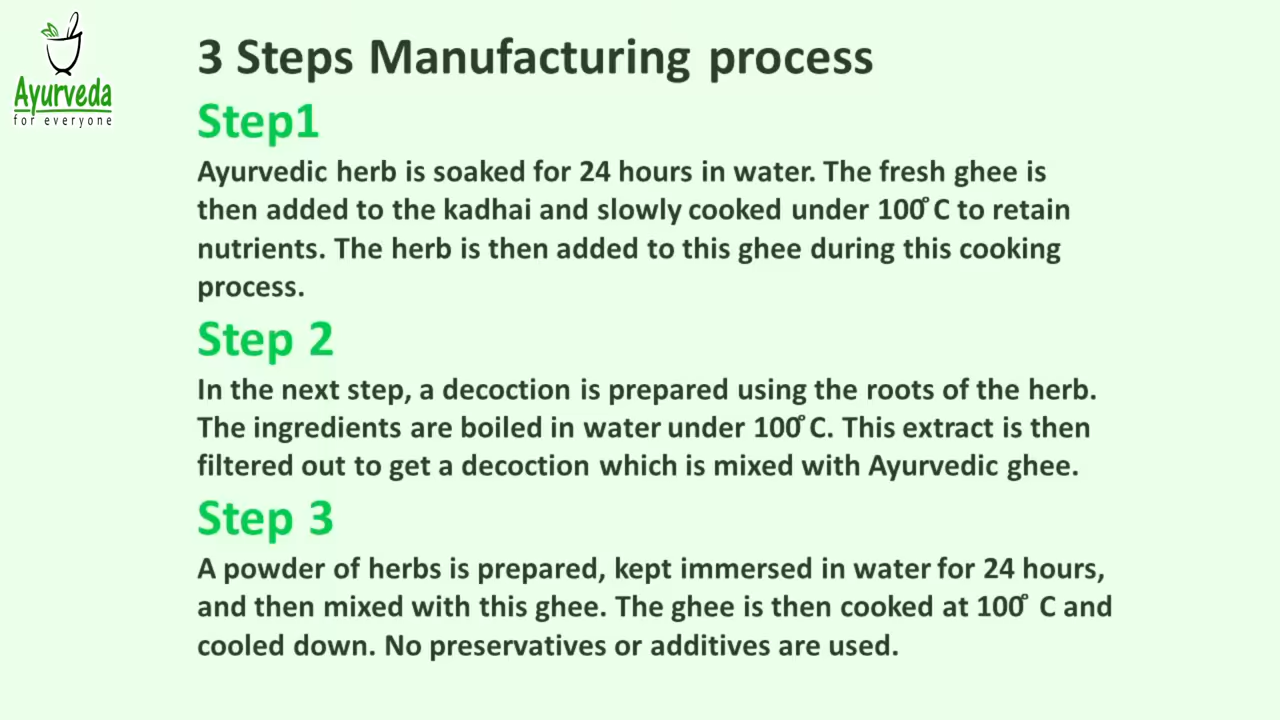 Ayurveda
for everyone
3 Steps Manufacturing process
Step1
Ayurvedic herb is soaked for 24 hours in water. The fresh ghee is
then added to the kadhai and slowly cooked under 100̊ C to retain
nutrients. The herb is then added to this ghee during this cooking
process.
Step 2
In the next step, a decoction is prepared using the roots of the herb.
The ingredients are boiled in water under 100̊ C. This extract is then
filtered out to get a decoction which is mixed with Ayurvedic ghee.
Step 3
A powder of herbs is prepared, kept immersed in water for 24 hours,
and then mixed with this ghee. The ghee is then cooked at 100̊ C and
cooled down. No preservatives or additives are used.